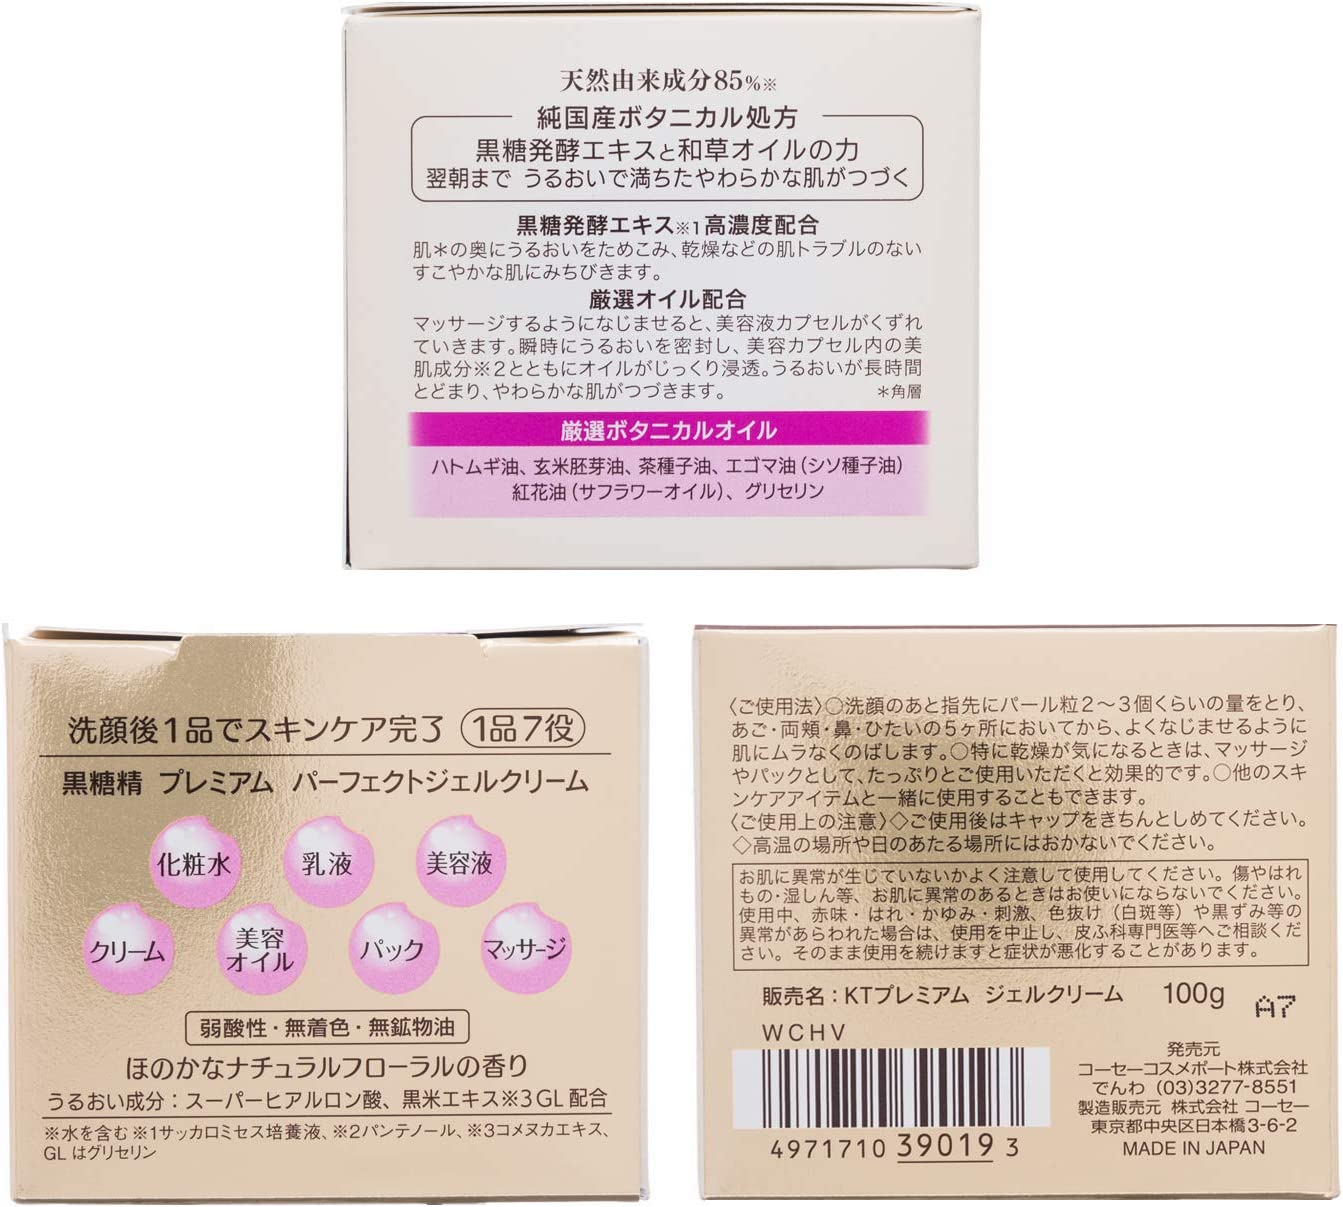 天然由来成分85%※
純国産ボタニカル処方
黒糖発酵エキスと和草オイルの力
翌朝まで うるおいで満ちたやわらかな肌がつづく
黒糖発酵エキス※1高濃度配合
肌＊の奥にうるおいをためこみ、乾燥などの肌トラブルのない
すこやかな肌にみちびきます。
厳選オイル配合
マッサージするようになじませると、美容液カプセルがくずれ
ていきます。瞬時にうるおいを密封し、美容カプセル内の美
肌成分※2とともにオイルがじっくり浸透。うるおいが長時間
とどまり、やわらかな肌がつづきます。 ＊角層
厳選ボタニカルオイル
ハトムギ油、玄米胚芽油、茶種子油、エゴマ油（シソ種子油）
紅花油（サフラワーオイル）、グリセリン
洗顔後1品でスキンケア完了 1品7役
黒糖精 プレミアム パーフェクトジェルクリーム
化粧水 乳液 美容液
クリーム 美容オイル パック マッサージ
弱酸性・無着色・無鉱物油
ほのかなナチュラルフローラルの香り
うるおい成分：スーパーヒアルロン酸、黒米エキス※3GL配合
※水を含む ※1サッカロミセス培養液、※2パンテノール、※3コメヌカエキス、
GLはグリセリン
〈ご使用法〉○洗顔のあと指先にパール粒2～3個くらいの量をとり、
あご・両頬・鼻・ひたいの5ヶ所においてから、よくなじませるように
肌にムラなくのばします。○特に乾燥が気になるときは、マッサージ
やパックとして、たっぷりとご使用いただくと効果的です。○他のスキ
ンケアアイテムと一緒に使用することもできます。
〈ご使用上の注意〉◇ご使用後はキャップをきちんとしめてください。
◇高温の場所や日のあたる場所にはおかないでください。
お肌に異常が生じていないかよく注意して使用してください。傷やはれ
もの・湿しん等、お肌に異常のあるときはお使いにならないでください。
使用中、赤味・はれ・かゆみ・刺激、色抜け（白斑等）や黒ずみ等の
異常があらわれた場合は、使用を中止し、皮ふ科専門医等へご相談くだ
さい。そのまま使用を続けますと症状が悪化することがあります。
販売名：KTプレミアム ジェルクリーム 100g A7
WCHV
4971710 39019 3
発売元
コーセーコスメポート株式会社
でんわ (03)3277-8551
製造販売元 株式会社 コーセー
東京都中央区日本橋3-6-2
MADE IN JAPAN